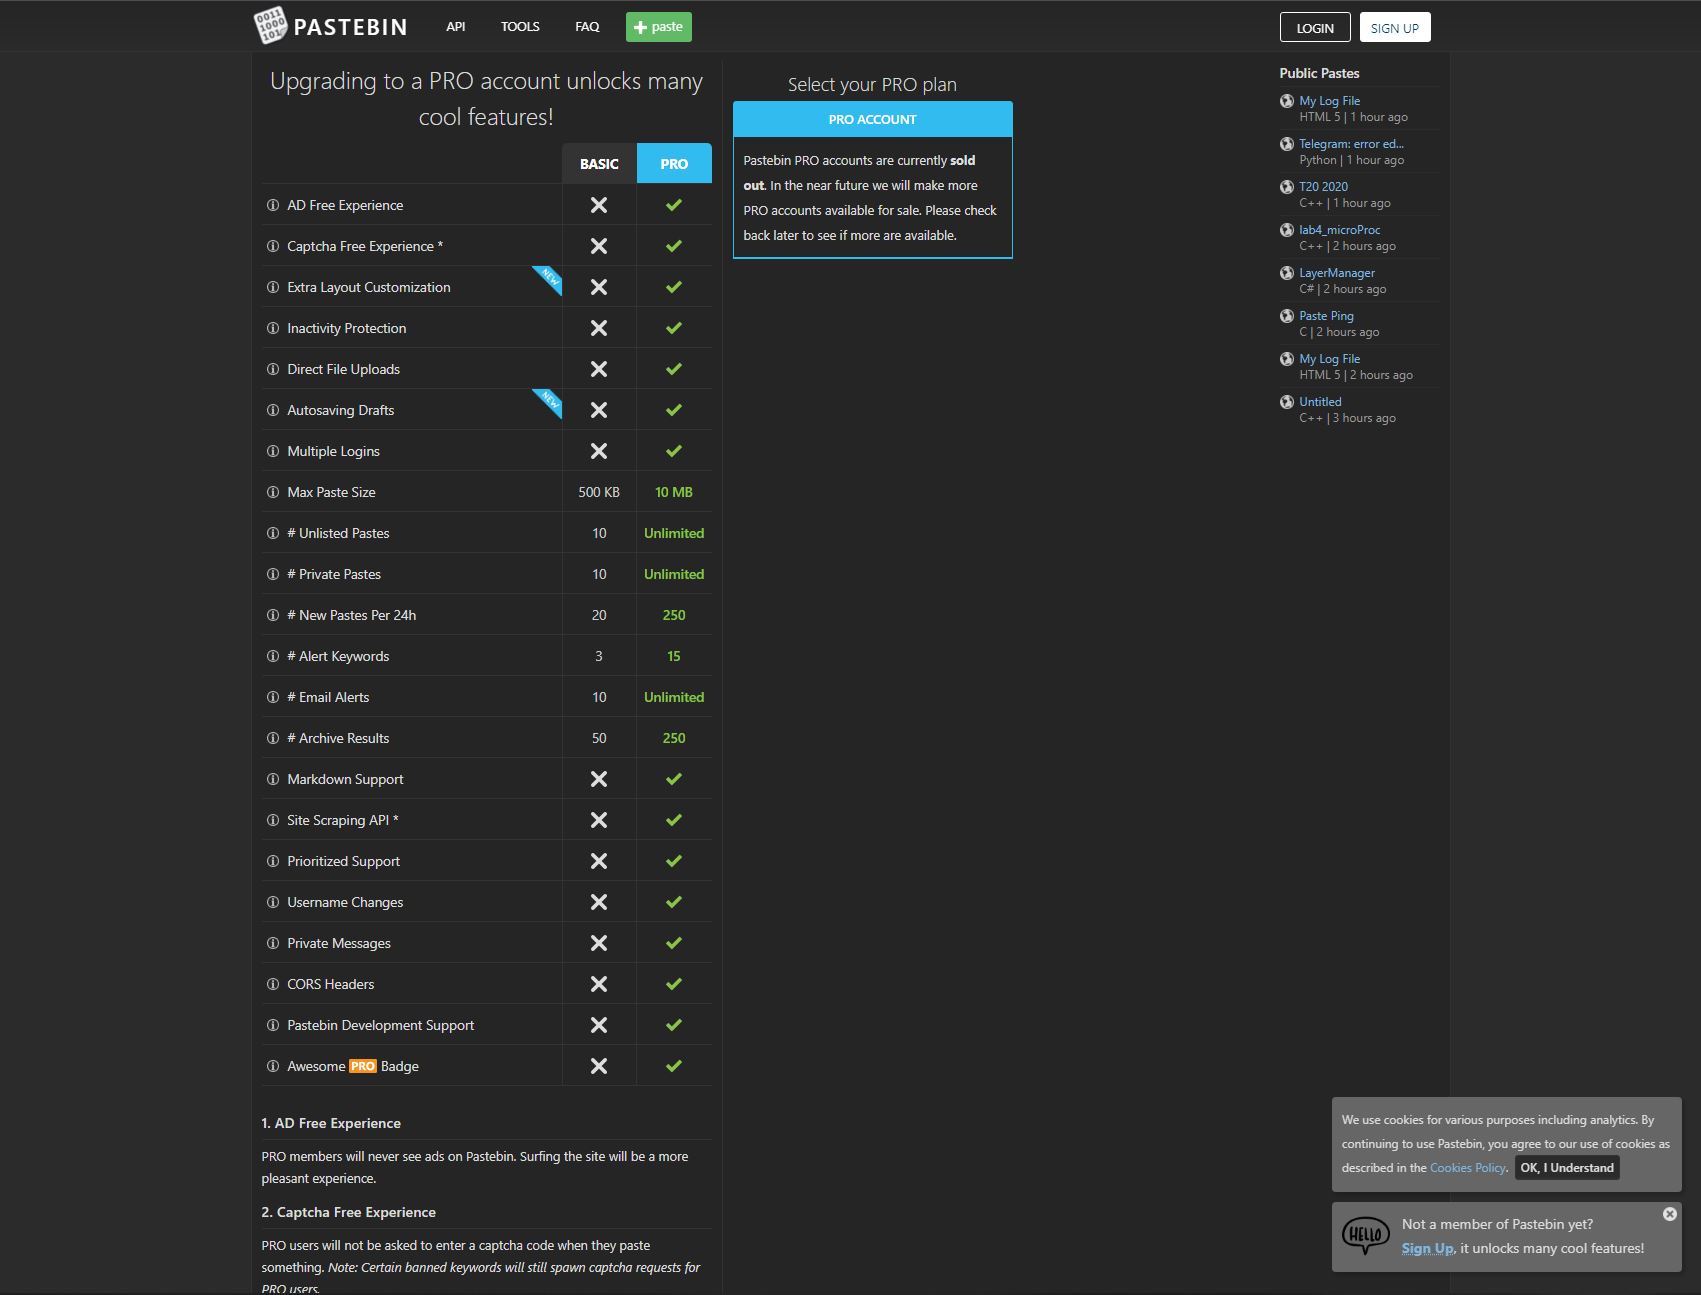 0011
1000
101
PASTEBIN
API
TOOLS
FAQ
paste
LOGIN
SIGN UP
Upgrading to a PRO account unlocks many
cool features!
BASIC PRO
AD Free Experience
Captcha Free Experience *
Extra Layout Customization NEW
Inactivity Protection
Direct File Uploads
Autosaving Drafts NEW
Multiple Logins
Max Paste Size 500 KB 10 MB
# Unlisted Pastes 10 Unlimited
# Private Pastes 10 Unlimited
# New Pastes Per 24h 20 250
# Alert Keywords 3 15
# Email Alerts 10 Unlimited
# Archive Results 50 250
Markdown Support
Site Scraping API *
Prioritized Support
Username Changes
Private Messages
CORS Headers
Pastebin Development Support
Awesome PRO Badge
1. AD Free Experience
PRO members will never see ads on Pastebin. Surfing the site will be a more
pleasant experience.
2. Captcha Free Experience
PRO users will not be asked to enter a captcha code when they paste
something. Note: Certain banned keywords will still spawn captcha requests for
PRO users.
Select your PRO plan
PRO ACCOUNT
Pastebin PRO accounts are currently sold
out. In the near future we will make more
PRO accounts available for sale. Please check
back later to see if more are available.
Public Pastes
My Log File
HTML 5 | 1 hour ago
Telegram: error ed...
Python | 1 hour ago
T20 2020
C++ | 1 hour ago
lab4_microProc
C++ | 2 hours ago
LayerManager
C# | 2 hours ago
Paste Ping
C | 2 hours ago
My Log File
HTML 5 | 2 hours ago
Untitled
C++ | 3 hours ago
We use cookies for various purposes including analytics. By
continuing to use Pastebin, you agree to our use of cookies as
described in the Cookies Policy. OK, I Understand
HELLO
Not a member of Pastebin yet?
Sign Up, it unlocks many cool features!